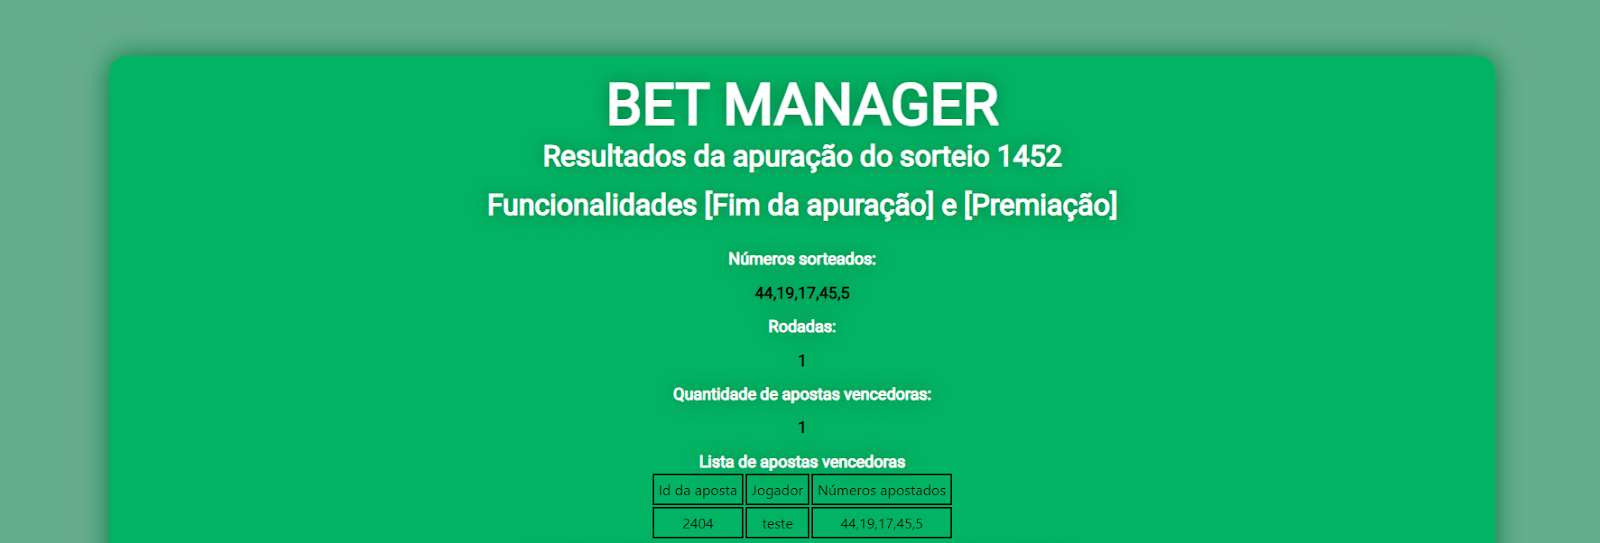 BET MANAGER
Resultados da apuração do sorteio 1452
Funcionalidades [Fim da apuração] e [Premiação]
Números sorteados:
44,19,17,45,5
Rodadas:
1
Quantidade de apostas vencedoras:
1
Lista de apostas vencedoras
Id da aposta Jogador Números apostados
2404 teste 44,19,17,45,5